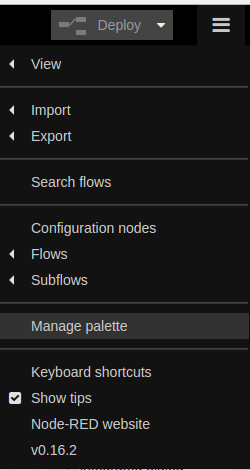 Deploy
View
Import
Export
Search flows
Configuration nodes
Flows
Subflows
Manage palette
Keyboard shortcuts
Show tips
Node-RED website
v0.16.2